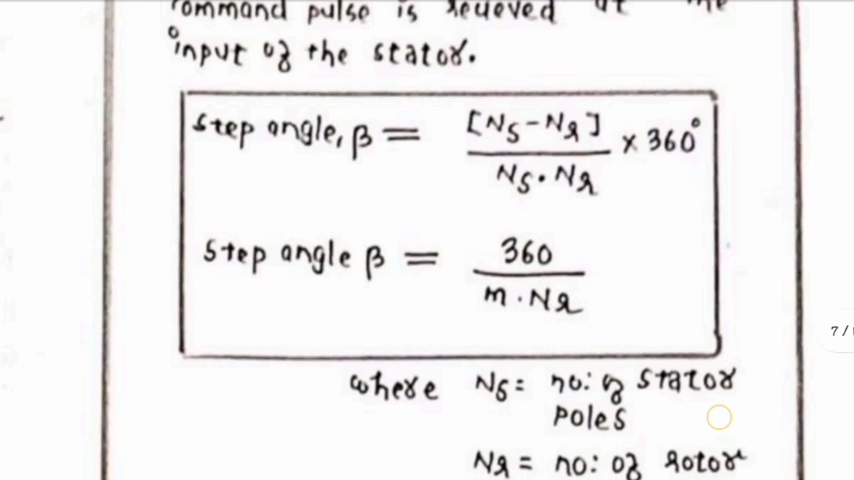 command pulse is recieved at the
input of the stator.
Step angle, β = [Ns - Nr] / Ns . Nr × 360°
Step angle β = 360 / m . Nr
where Ns = no: of stator
poles
Nr = no: of rotor
7 /